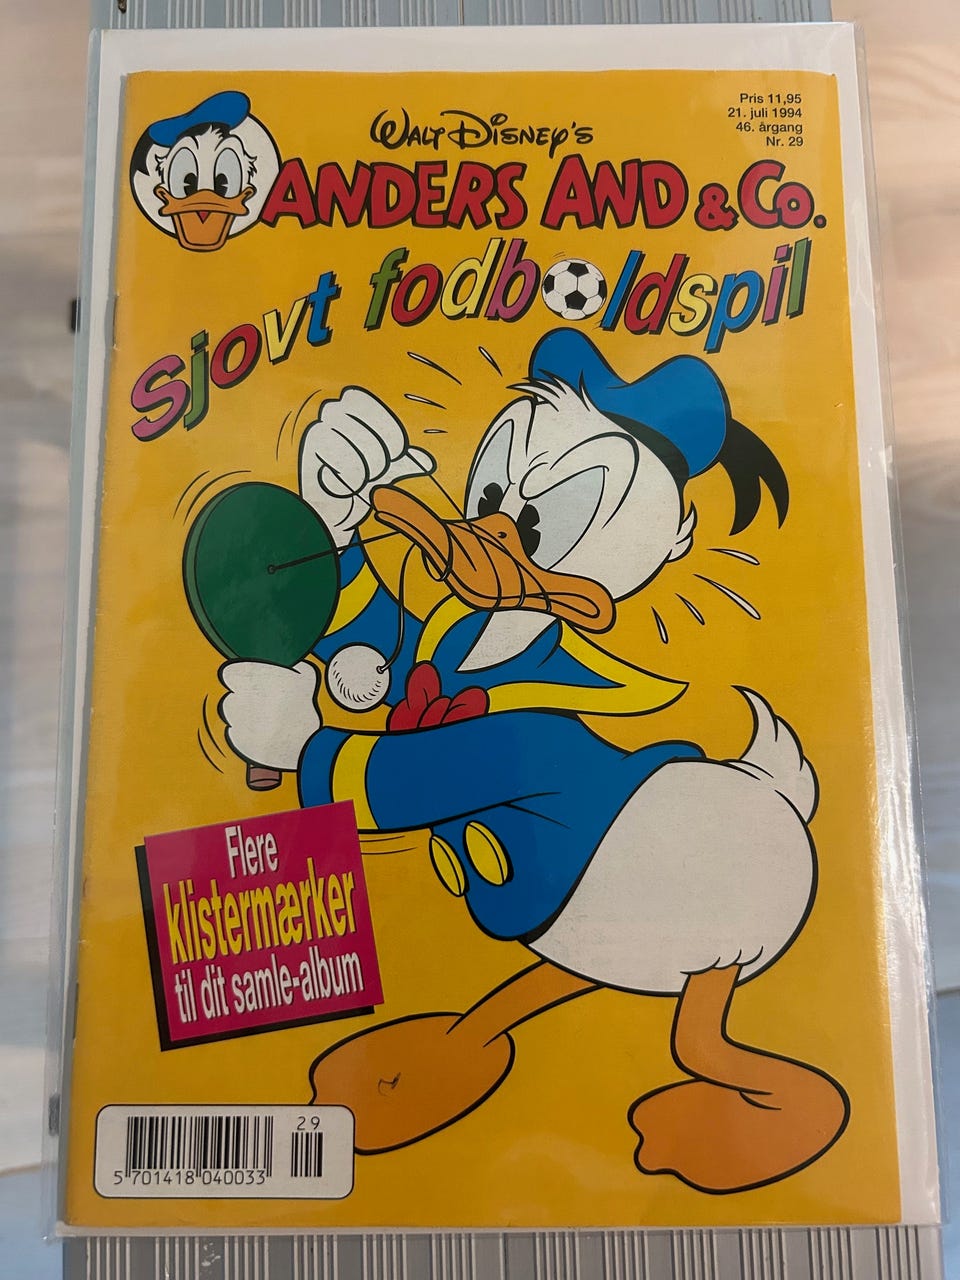 Pris 11,95
21. juli 1994
46. årgang
Nr. 29
WALT DISNEY'S
ANDERS AND & Co.
Sjovt fodboldspil
Flere
klistermærker
til dit samle-album
29
5 701418 040033